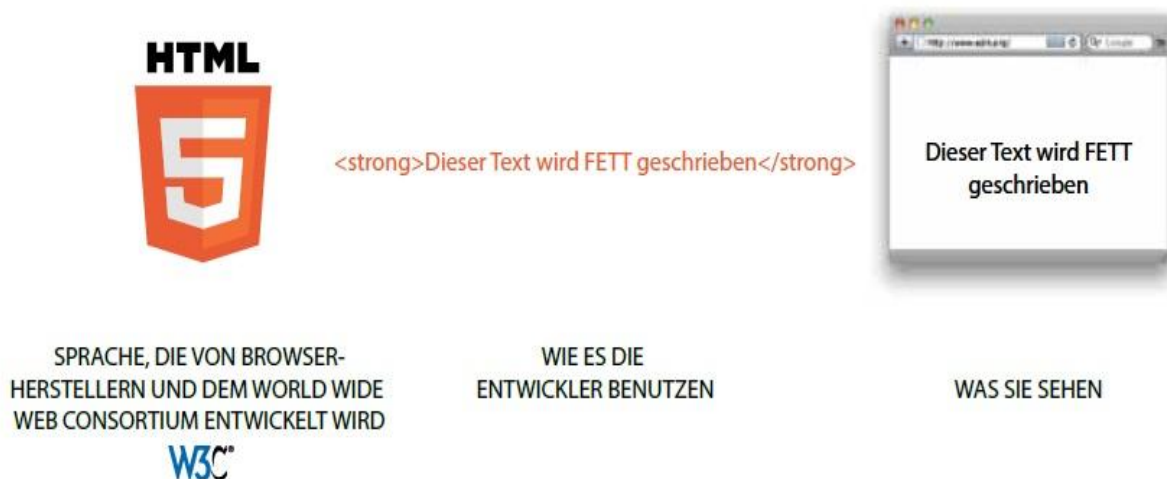 HTML
5
<strong>Dieser Text wird FETT geschrieben</strong>
Dieser Text wird FETT
geschrieben
SPRACHE, DIE VON BROWSER-
HERSTELLERN UND DEM WORLD WIDE
WEB CONSORTIUM ENTWICKELT WIRD
W3C®
WIE ES DIE
ENTWICKLER BENUTZEN
WAS SIE SEHEN